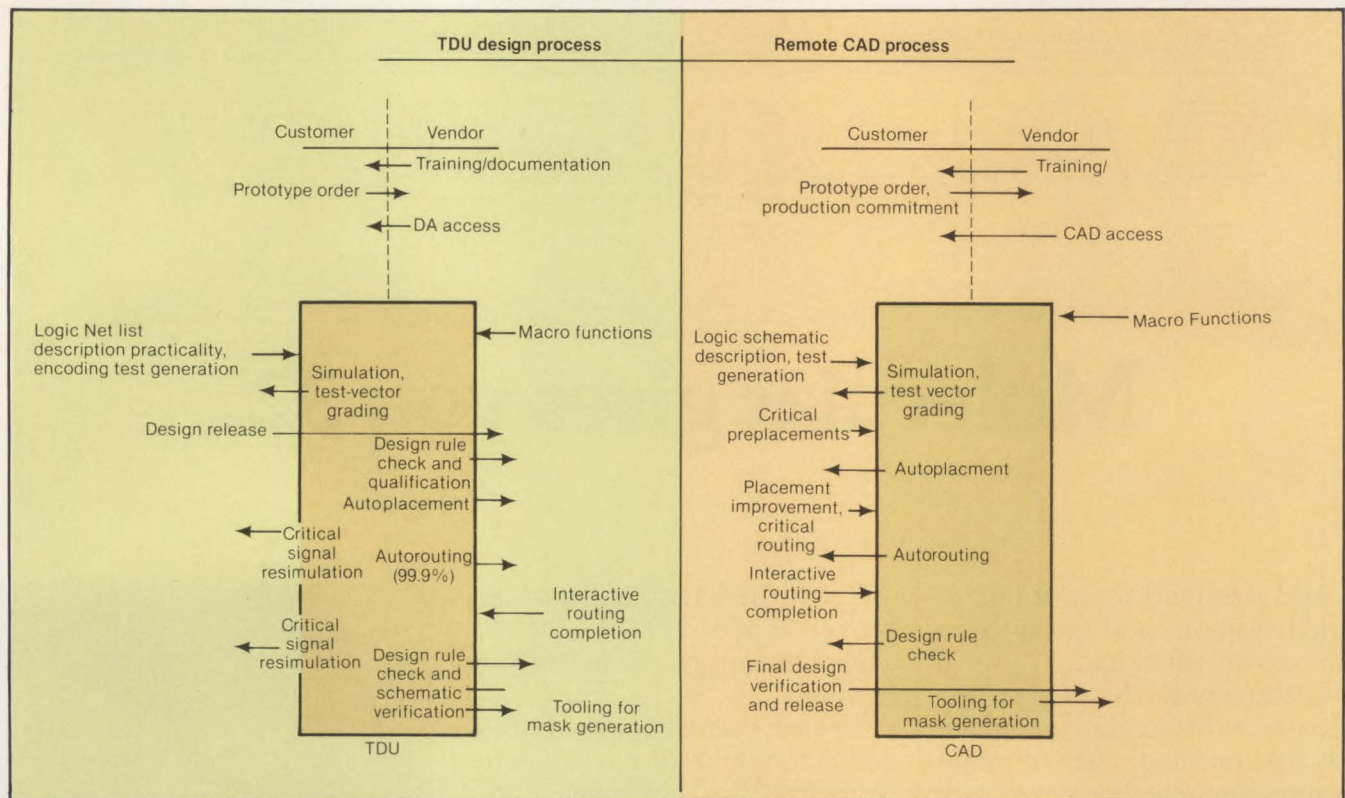 TDU design process
Customer
Vendor
Training/documentation
Prototype order
DA access
Logic Net list
description practicality,
encoding test generation
Macro functions
Simulation,
test-vector
grading
Design release
Design rule
check and
qualification
Autoplacement
Critical
signal
resimulation
Autorouting
(99.9%)
Interactive
routing
completion
Critical
signal
resimulation
Design rule
check and
schematic
verification
Tooling for
mask generation
TDU
Remote CAD process
Customer
Vendor
Training/
Prototype order,
production commitment
CAD access
Macro Functions
Logic schematic
description, test
generation
Simulation,
test vector
grading
Critical
preplacements
Autoplacment
Placement
improvement,
critical
routing
Autorouting
Interactive
routing
completion
Design rule
check
Final design
verification
and release
Tooling for
mask generation
CAD